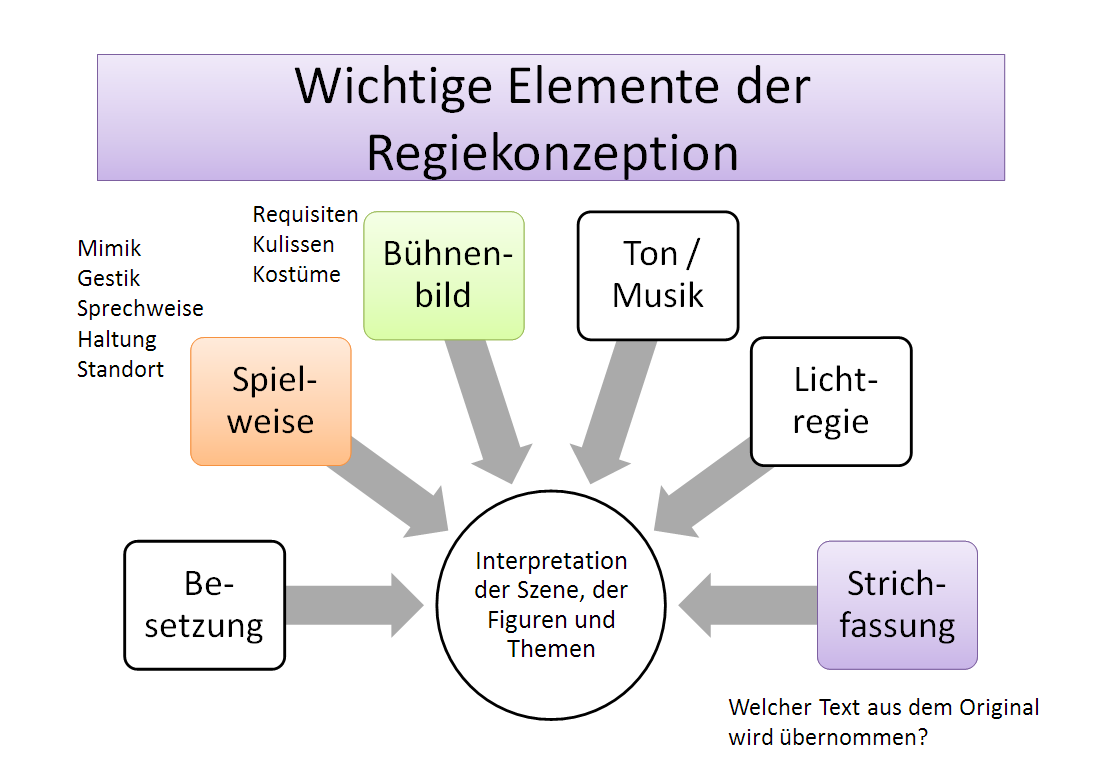 Wichtige Elemente der
Regiekonzeption
Requisiten
Kulissen
Kostüme
Mimik
Gestik
Sprechweise
Haltung
Standort
Bühnen-
bild
Ton /
Musik
Spiel-
weise
Licht-
regie
Be-
setzung
Interpretation
der Szene, der
Figuren und
Themen
Strich-
fassung
Welcher Text aus dem Original
wird übernommen?